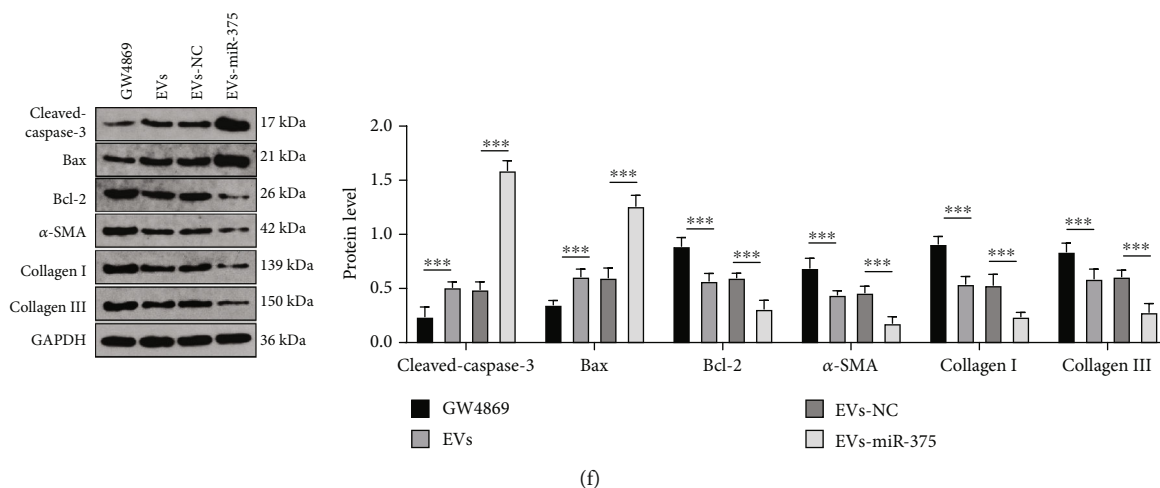 GW4869
EVs
EVs-NC
EVs-miR-375
Cleaved-
caspase-3
17 kDa
Bax
21 kDa
Bcl-2
26 kDa
α-SMA
42 kDa
Collagen I
139 kDa
Collagen III
150 kDa
GAPDH
36 kDa
Protein level
2.0
1.5
1.0
0.5
0.0
***
***
***
***
***
***
***
***
***
***
***
***
Cleaved-caspase-3
Bax
Bcl-2
α-SMA
Collagen I
Collagen III
GW4869
EVs
EVs-NC
EVs-miR-375
(f)